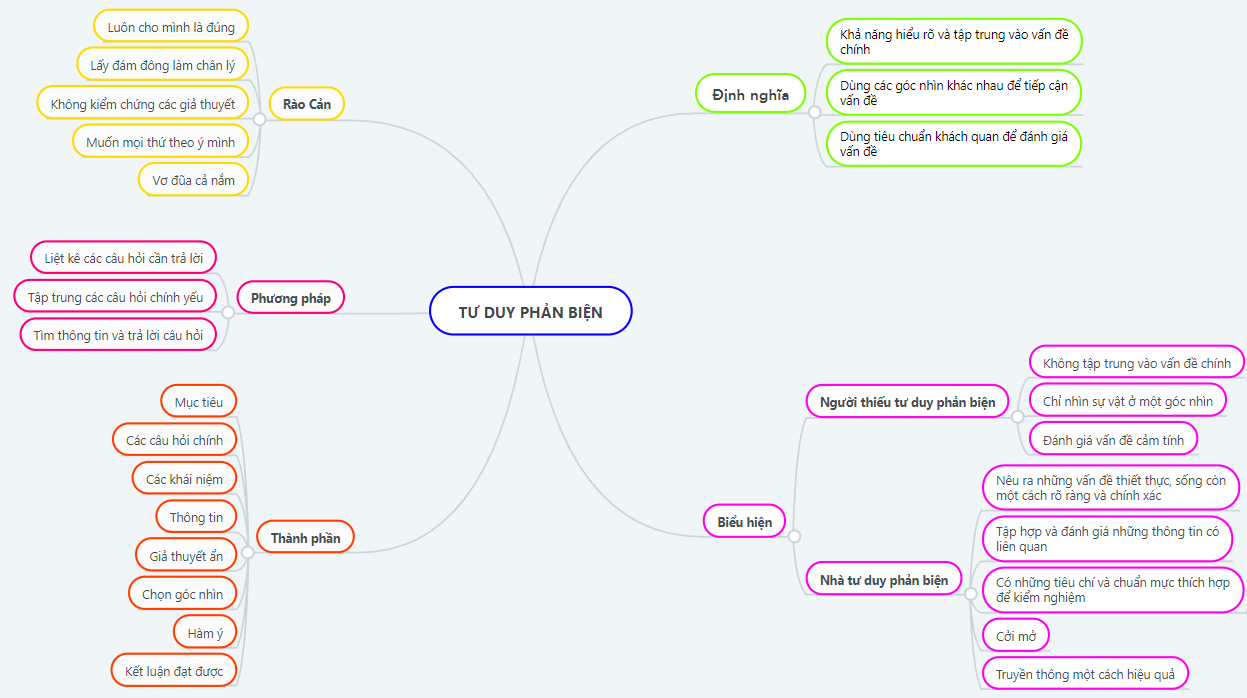 TƯ DUY PHẢN BIỆN
Định nghĩa
Khả năng hiểu rõ và tập trung vào vấn đề
chính
Dùng các góc nhìn khác nhau để tiếp cận
vấn đề
Dùng tiêu chuẩn khách quan để đánh giá
vấn đề
Biểu hiện
Người thiếu tư duy phản biện
Không tập trung vào vấn đề chính
Chỉ nhìn sự vật ở một góc nhìn
Đánh giá vấn đề cảm tính
Nhà tư duy phản biện
Nêu ra những vấn đề thiết thực, sống còn
một cách rõ ràng và chính xác
Tập hợp và đánh giá những thông tin có
liên quan
Có những tiêu chí và chuẩn mực thích hợp
để kiểm nghiệm
Cởi mở
Truyền thông một cách hiệu quả
Rào Cản
Luôn cho mình là đúng
Lấy đám đông làm chân lý
Không kiểm chứng các giả thuyết
Muốn mọi thứ theo ý mình
Vơ đũa cả nắm
Phương pháp
Liệt kê các câu hỏi cần trả lời
Tập trung các câu hỏi chính yếu
Tìm thông tin và trả lời câu hỏi
Thành phần
Mục tiêu
Các câu hỏi chính
Các khái niệm
Thông tin
Giả thuyết ẩn
Chọn góc nhìn
Hàm ý
Kết luận đạt được